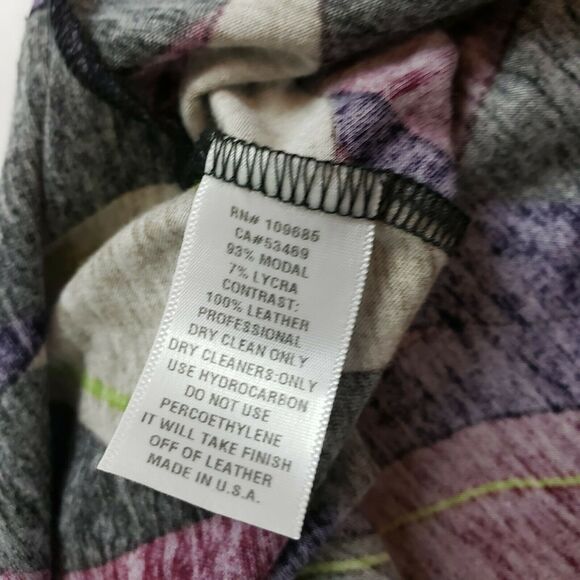 RN# 109685
CA#53469
93% MODAL
7% LYCRA
CONTRAST:
100% LEATHER
PROFESSIONAL
DRY CLEAN ONLY
DRY CLEANERS:ONLY
USE HYDROCARBON
DO NOT USE
PERCOETHYLENE
IT WILL TAKE FINISH
OFF OF LEATHER
MADE IN U.S.A.